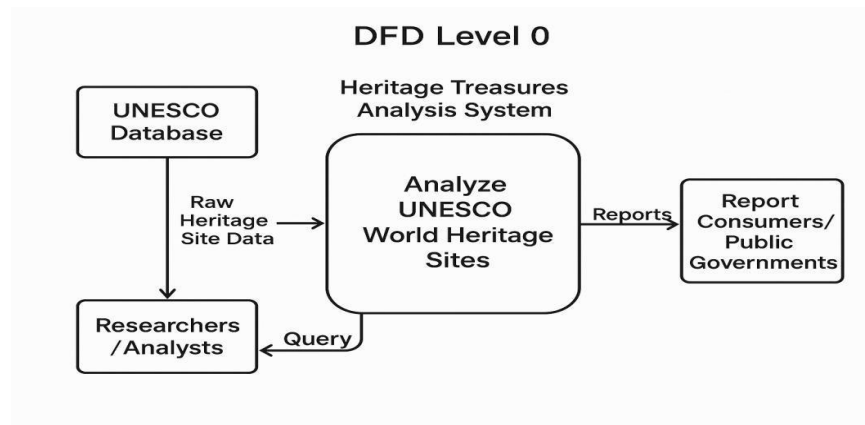 DFD Level 0
Heritage Treasures
Analysis System
UNESCO
Database
Raw
Heritage
Site Data
Analyze
UNESCO
World Heritage
Sites
Reports
Report
Consumers/
Public
Governments
Researchers
/Analysts
Query